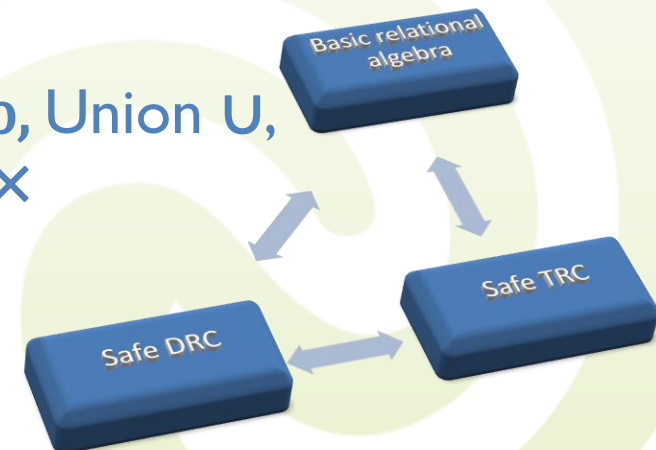 Basic relational
algebra
, Union U,
×
Safe TRC
Safe DRC